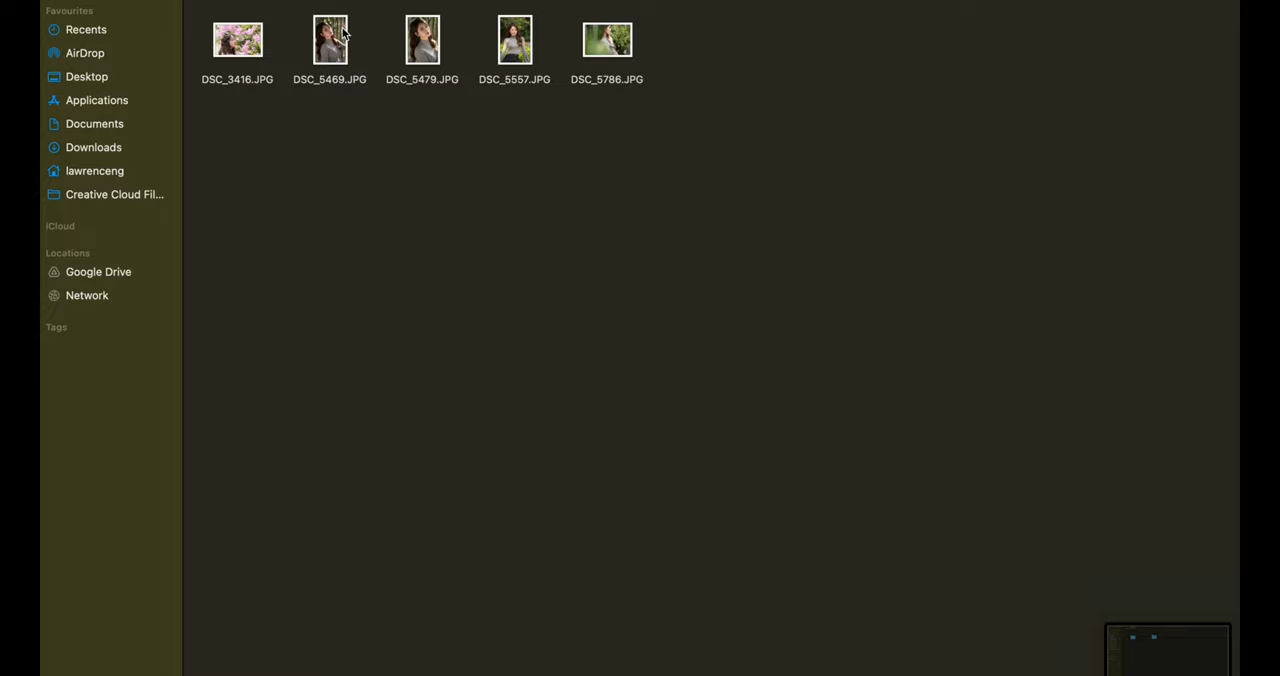 Favourites
Recents
AirDrop
Desktop
Applications
Documents
Downloads
lawrenceng
Creative Cloud Fil...
iCloud
Locations
Google Drive
Network
Tags
DSC_3416.JPG
DSC_5469.JPG
DSC_5479.JPG
DSC_5557.JPG
DSC_5786.JPG